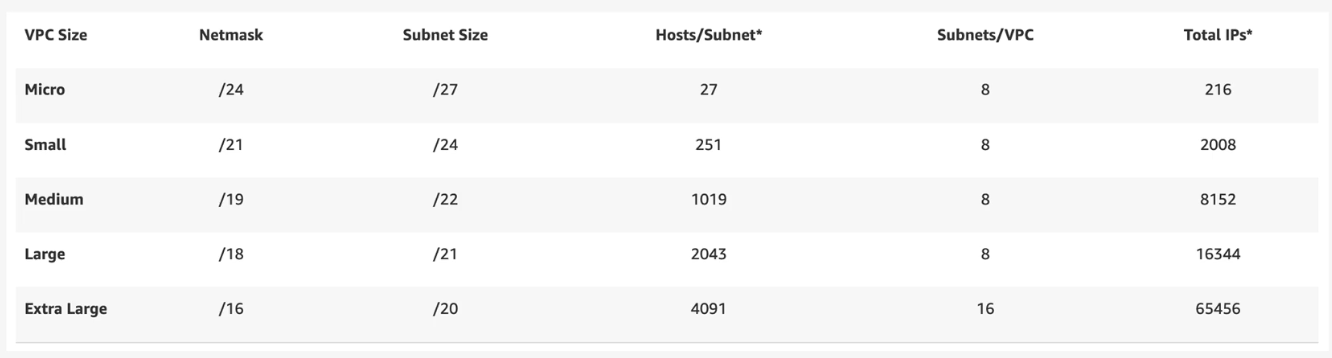 VPC Size Netmask Subnet Size Hosts/Subnet* Subnets/VPC Total IPs*
Micro /24 /27 27 8 216
Small /21 /24 251 8 2008
Medium /19 /22 1019 8 8152
Large /18 /21 2043 8 16344
Extra Large /16 /20 4091 16 65456